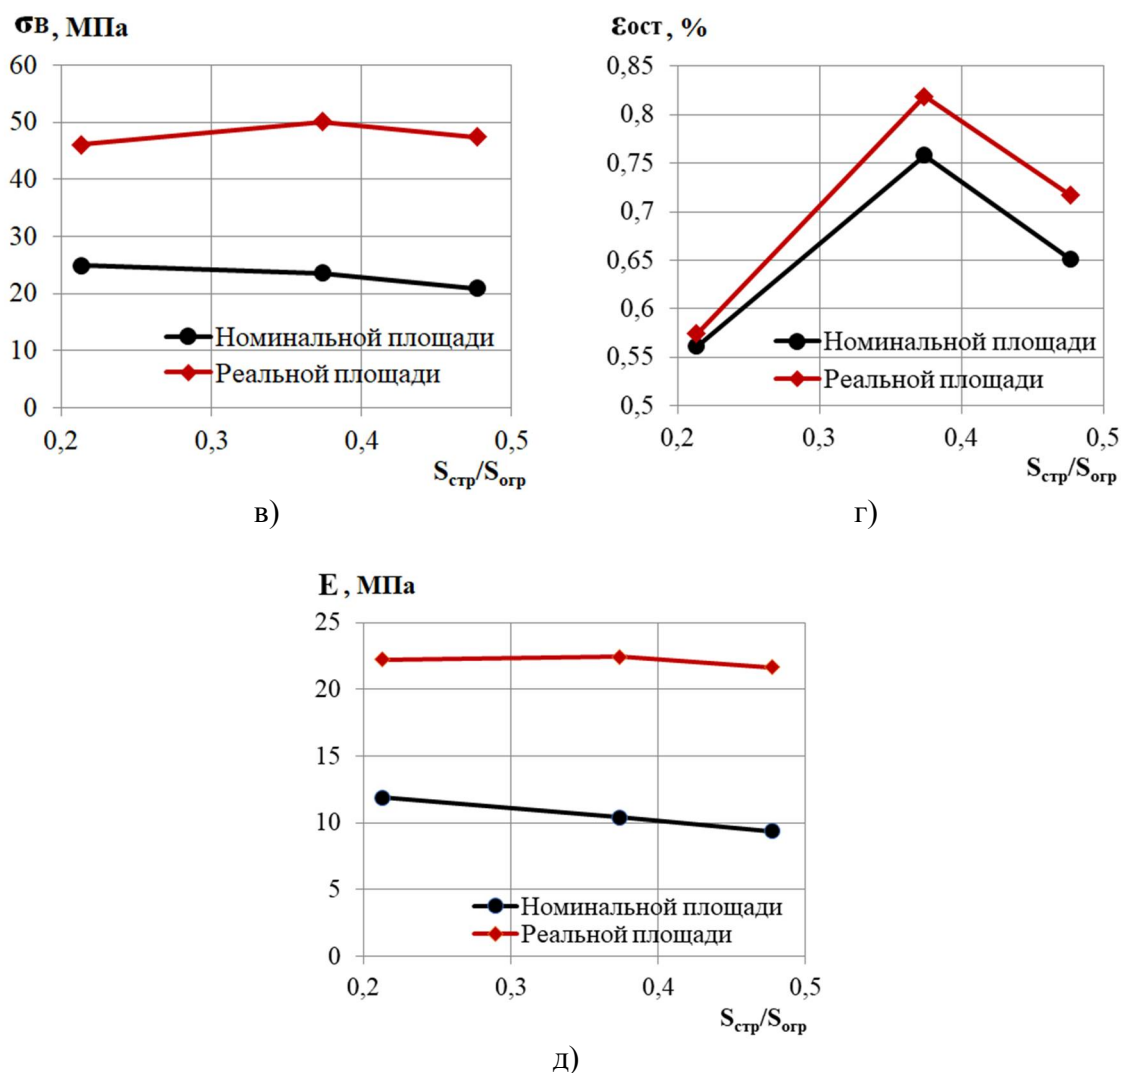 σв, МПа
60
50
40
30
20
10
0
0,2
0,3
0,4
0,5
Номинальной площади
Реальной площади
Sстр/Sогр
в)
εост, %
0,85
0,8
0,75
0,7
0,65
0,6
0,55
0,5
0,2
0,3
0,4
0,5
Номинальной площади
Реальной площади
Sстр/Sогр
г)
E, МПа
25
20
15
10
5
0
0,2
0,3
0,4
0,5
Номинальной площади
Реальной площади
Sстр/Sогр
д)